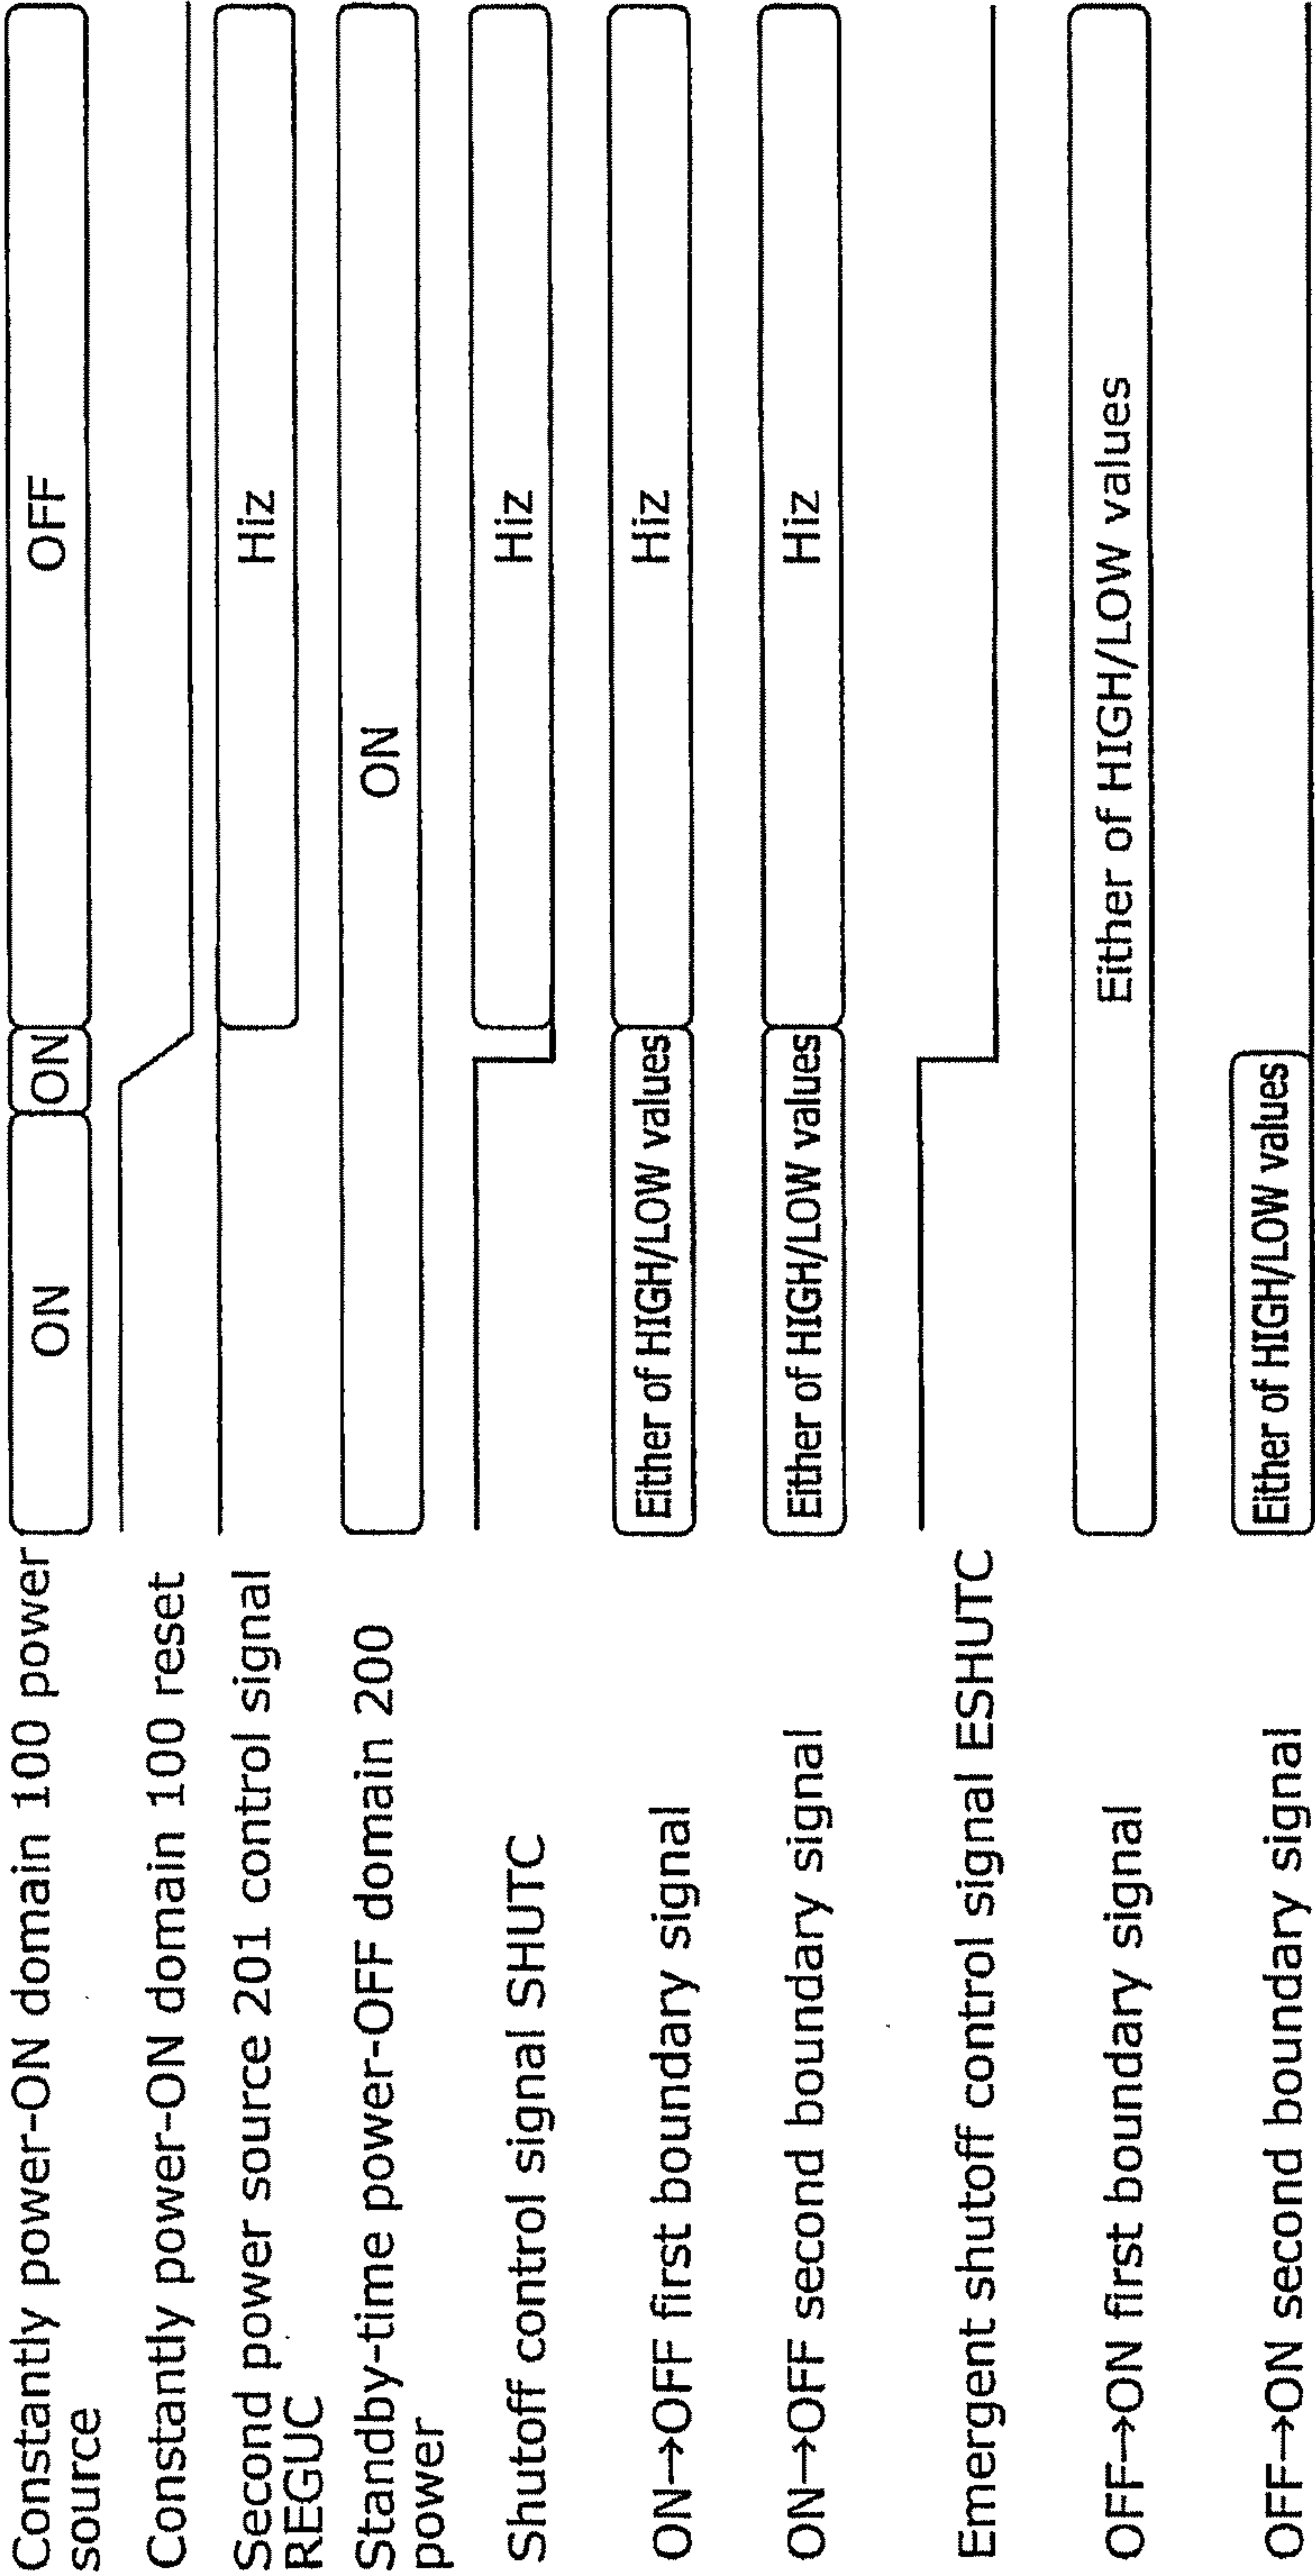 Constantly power-ON domain 100 power
source
ON
ON
OFF
Constantly power-ON domain 100 reset
Second power source 201 control signal
REGUC
Hiz
Standby-time power-OFF domain 200
power
ON
Shutoff control signal SHUTC
Hiz
ON→OFF first boundary signal
Either of HIGH/LOW values
Hiz
ON→OFF second boundary signal
Either of HIGH/LOW values
Hiz
Emergent shutoff control signal ESHUTC
OFF→ON first boundary signal
Either of HIGH/LOW values
OFF→ON second boundary signal
Either of HIGH/LOW values